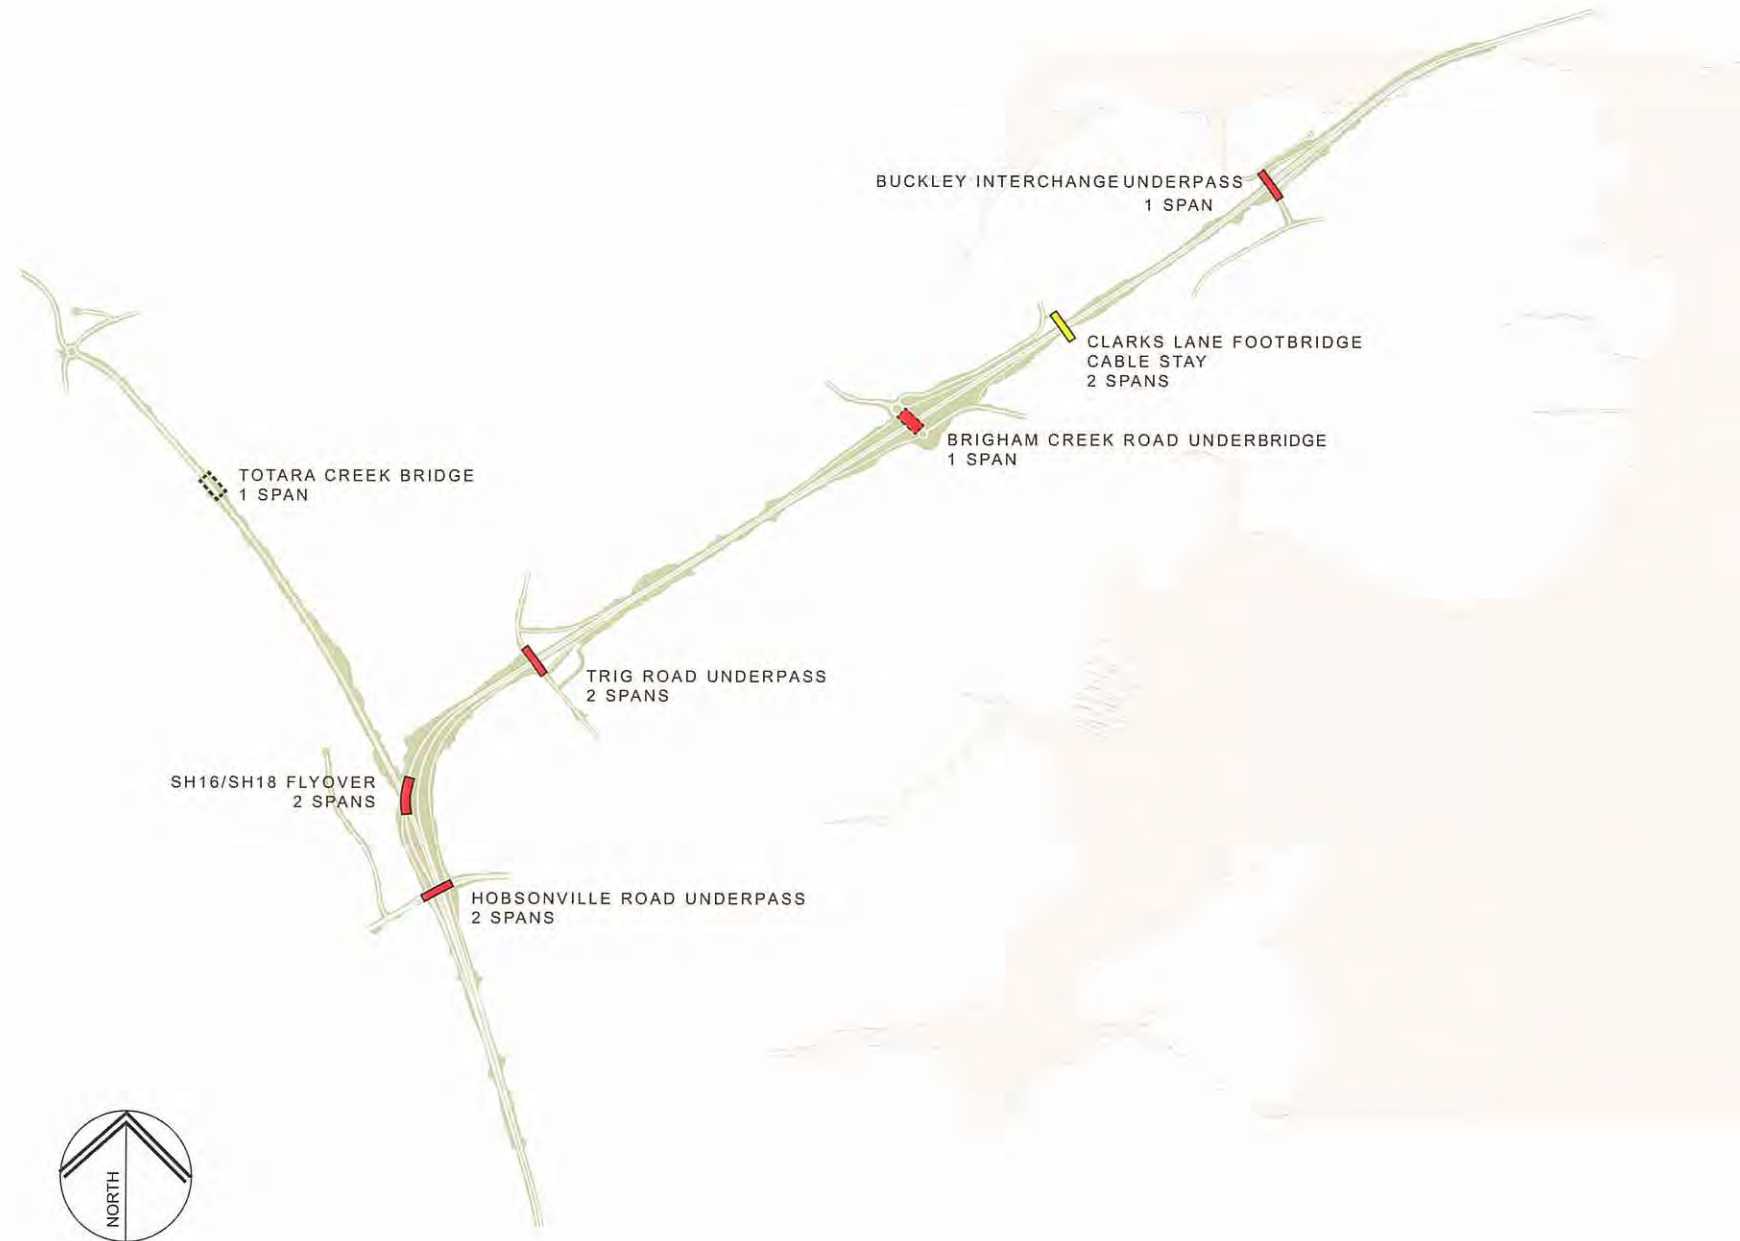 BUCKLEY INTERCHANGE UNDERPASS
1 SPAN
CLARKS LANE FOOTBRIDGE
CABLE STAY
2 SPANS
BRIGHAM CREEK ROAD UNDERBRIDGE
1 SPAN
TOTARA CREEK BRIDGE
1 SPAN
TRIG ROAD UNDERPASS
2 SPANS
SH16/SH18 FLYOVER
2 SPANS
HOBSONVILLE ROAD UNDERPASS
2 SPANS
NORTH